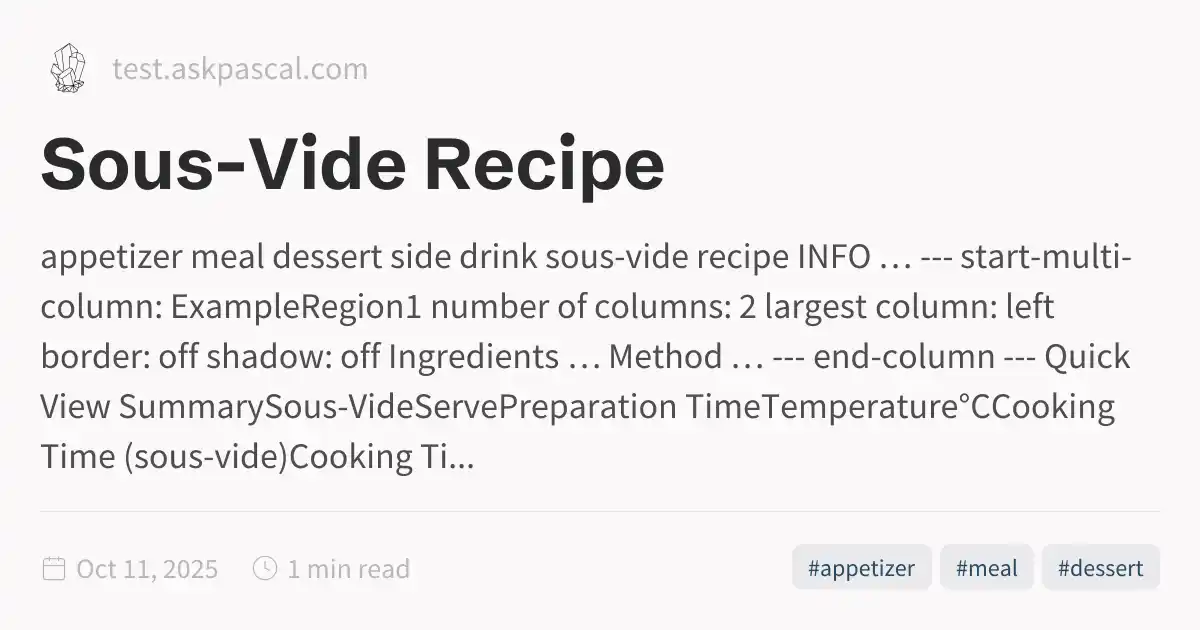 test.askpascal.com
Sous-Vide Recipe
appetizer meal dessert side drink sous-vide recipe INFO … --- start-multi-
column: ExampleRegion1 number of columns: 2 largest column: left
border: off shadow: off Ingredients … Method … --- end-column --- Quick
View SummarySous-VideServePreparation TimeTemperature°CCooking
Time (sous-vide)Cooking Ti...
Oct 11, 2025 1 min read #appetizer #meal #dessert